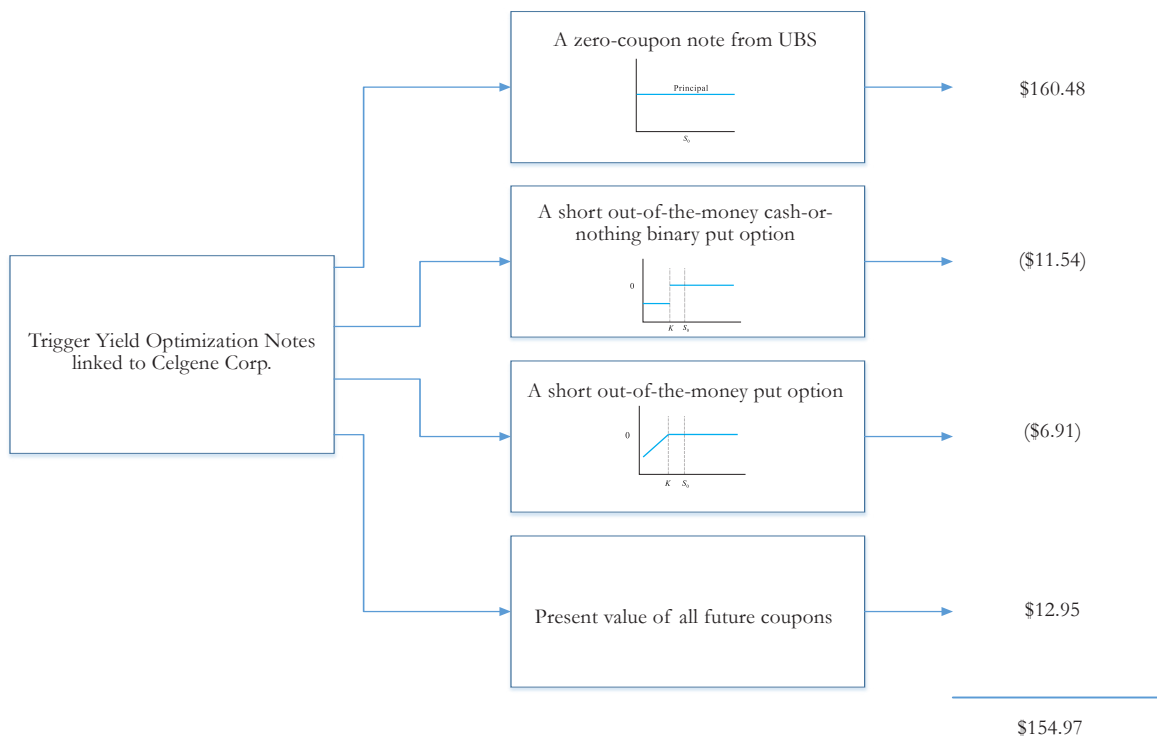 A zero-coupon note from UBS
Principal
S0
$160.48
A short out-of-the-money cash-or-
nothing binary put option
0
K
S0
($11.54)
Trigger Yield Optimization Notes
linked to Celgene Corp.
A short out-of-the-money put option
0
K
S0
($6.91)
Present value of all future coupons
$12.95
$154.97